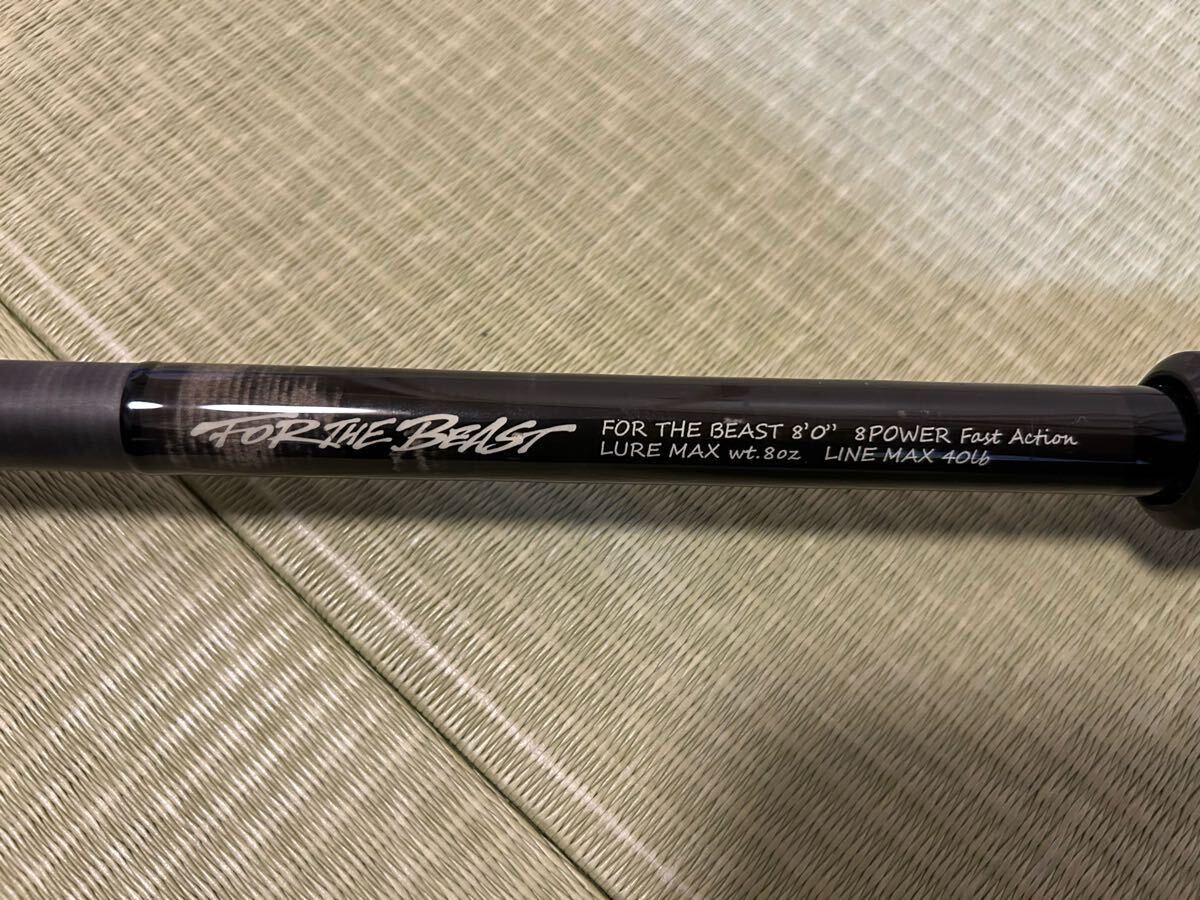 FOR THE BEAST
FOR THE BEAST 8'0" 8POWER Fast Action
LURE MAX wt.8oz LINE MAX 40lb